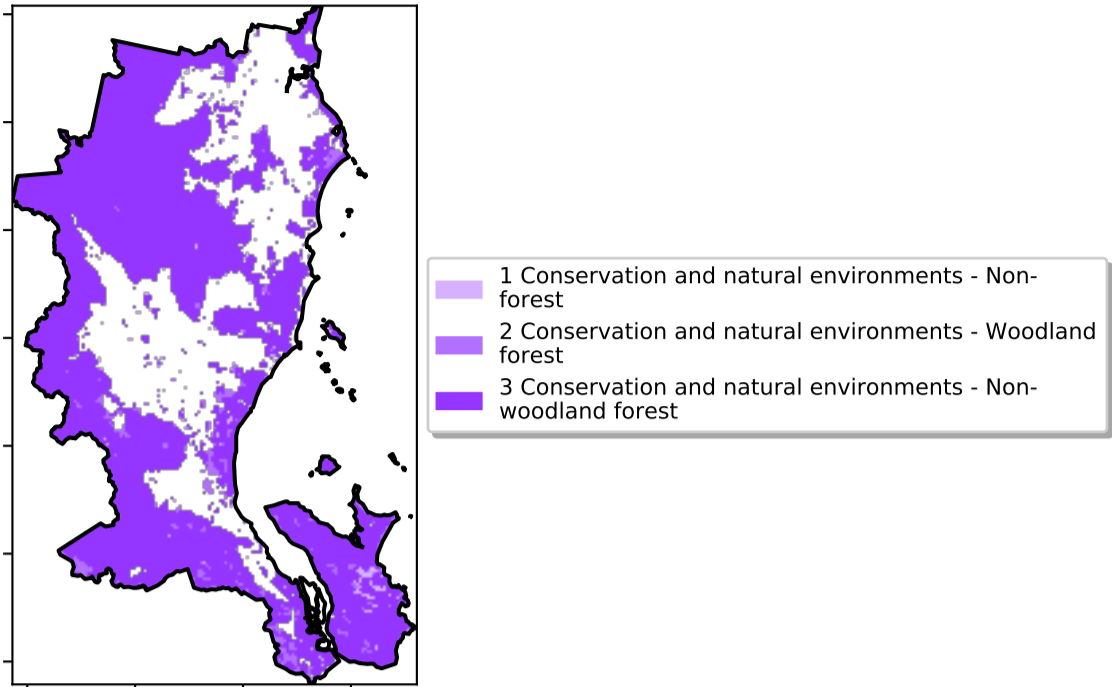 1 Conservation and natural environments - Non-
forest
2 Conservation and natural environments - Woodland
forest
3 Conservation and natural environments - Non-
woodland forest